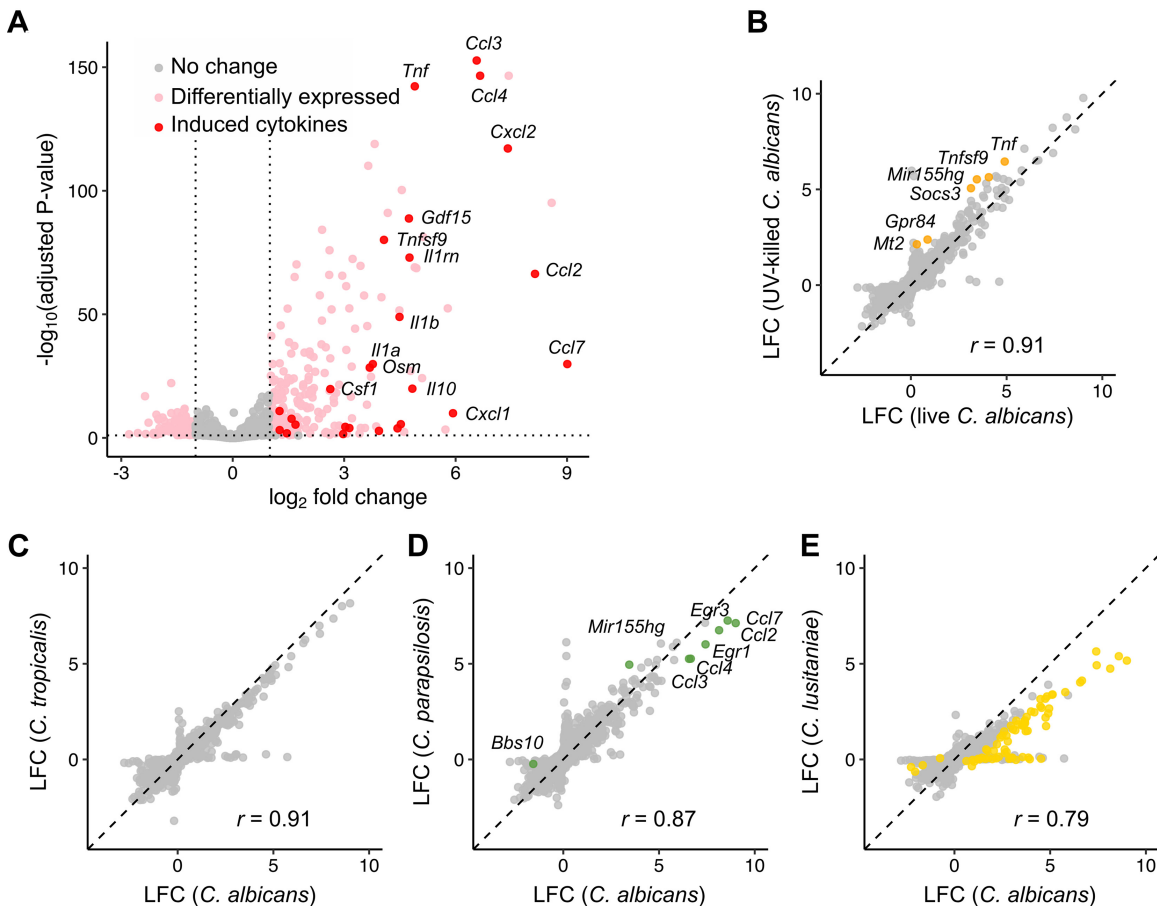 A
No change
Differentially expressed
Induced cytokines
Ccl3
Tnf
Ccl4
Cxcl2
Gdf15
Tnfsf9
Il1rn
Ccl2
Il1b
Il1a
Osm
Ccl7
Csf1
Il10
Cxcl1
150
100
50
0
-log10(adjusted P-value)
-3 0 3 6 9
log2 fold change
B
Tnf
Tnfsf9
Mir155hg
Socs3
Gpr84
Mt2
r = 0.91
10
5
0
LFC (UV-killed C. albicans)
0 5 10
LFC (live C. albicans)
C
10
5
0
LFC (C. tropicalis)
r = 0.91
0 5 10
LFC (C. albicans)
D
10
5
0
LFC (C. parapsilosis)
Egr3
Ccl7
Mir155hg
Ccl2
Egr1
Ccl4
Ccl3
Bbs10
r = 0.87
0 5 10
LFC (C. albicans)
E
10
5
0
LFC (C. lusitaniae)
r = 0.79
0 5 10
LFC (C. albicans)